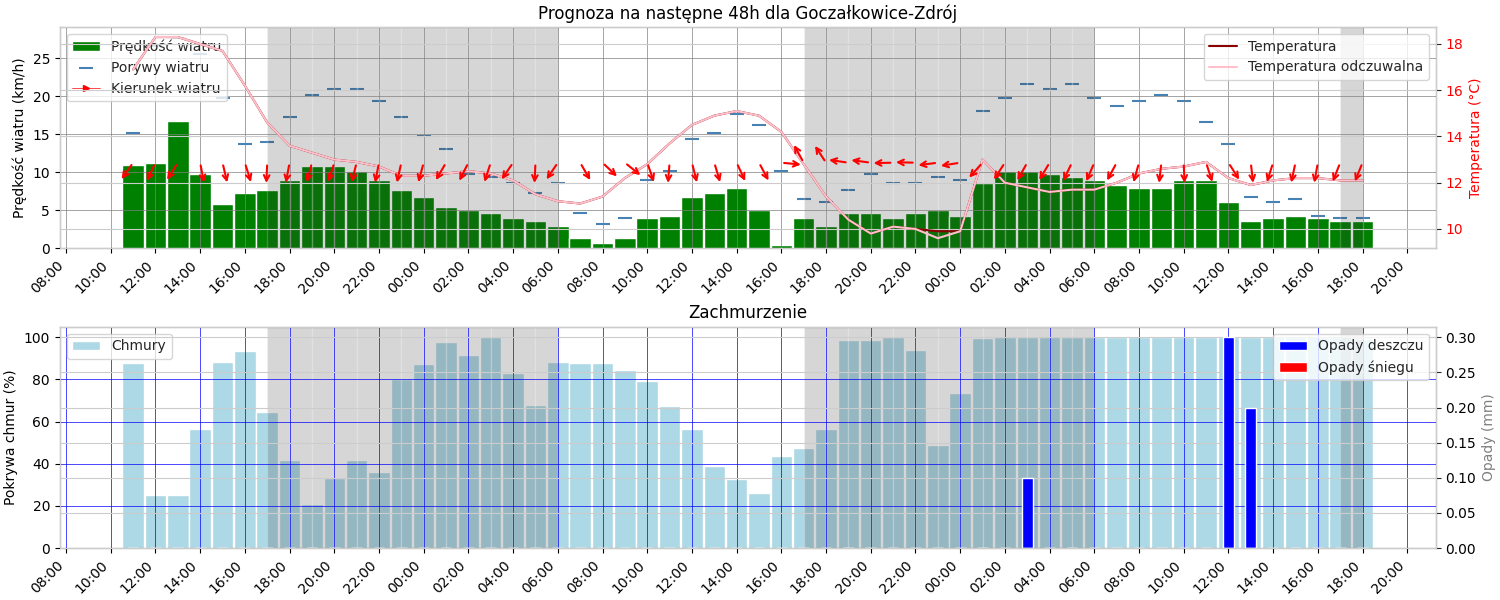 Prognoza na następne 48h dla Goczałkowice-Zdrój
Prędkość wiatru
Porywy wiatru
Kierunek wiatru
Temperatura
Temperatura odczuwalna
Prędkość wiatru (km/h)
25
20
15
10
5
0
18
16
14
12
10
Temperatura (°C)
08:00 10:00 12:00 14:00 16:00 18:00 20:00 22:00 00:00 02:00 04:00 06:00 08:00 10:00 12:00 14:00 16:00 18:00 20:00 22:00 00:00 02:00 04:00 06:00 08:00 10:00 12:00 14:00 16:00 18:00 20:00
Zachmurzenie
Chmury
Opady deszczu
Opady śniegu
Pokrywa chmur (%)
100
80
60
40
20
0
0.30
0.25
0.20
0.15
0.10
0.05
0.00
Opady (mm)
08:00 10:00 12:00 14:00 16:00 18:00 20:00 22:00 00:00 02:00 04:00 06:00 08:00 10:00 12:00 14:00 16:00 18:00 20:00 22:00 00:00 02:00 04:00 06:00 08:00 10:00 12:00 14:00 16:00 18:00 20:00